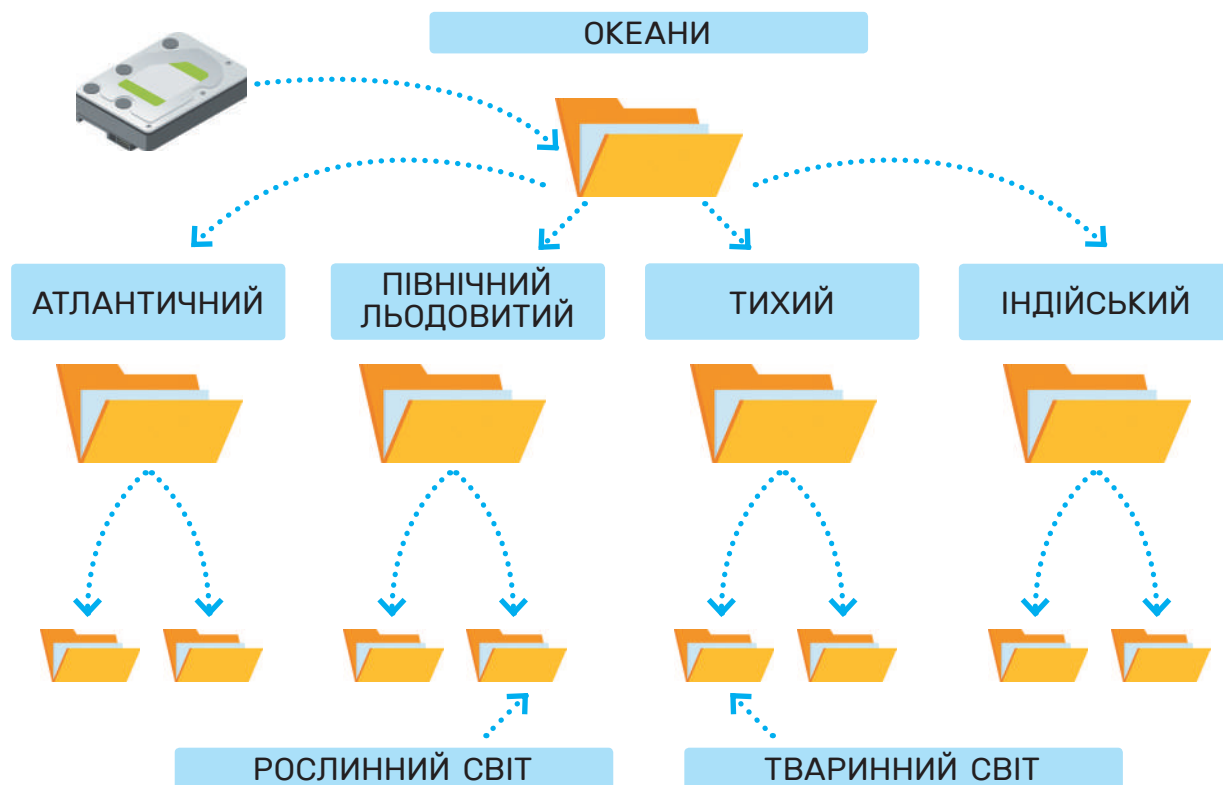 ОКЕАНИ
АТЛАНТИЧНИЙ
ПІВНІЧНИЙ
ЛЬОДОВИТИЙ
ТИХИЙ
ІНДІЙСЬКИЙ
РОСЛИННИЙ СВІТ
ТВАРИННИЙ СВІТ